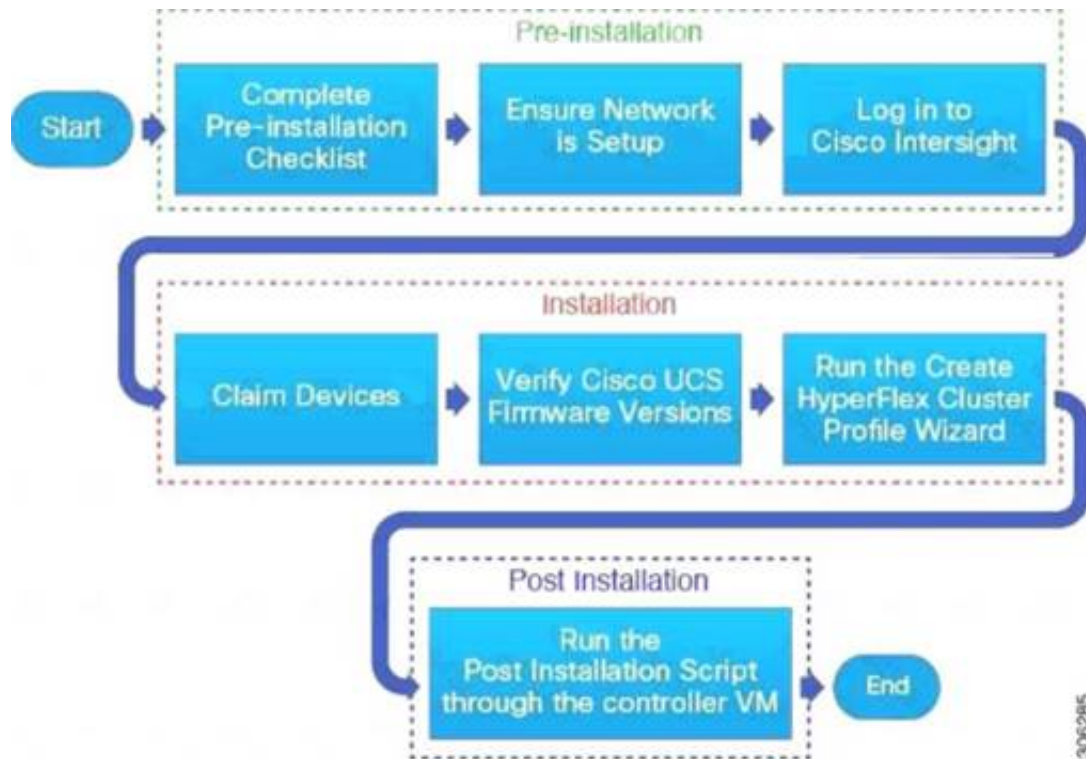 Pre-installation
Start
Complete
Pre-installation
Checklist
Ensure Network
is Setup
Log in to
Cisco Intersight
Installation
Claim Devices
Verify Cisco UCS
Firmware Versions
Run the Create
HyperFlex Cluster
Profile Wizard
Post Installation
Run the
Post Installation Script
through the controller VM
End
306285